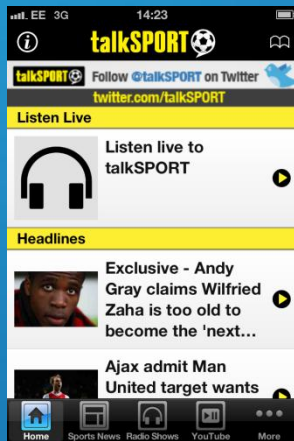 EE 3G 14:23
talkSPORT
talkSPORT Follow @talkSPORT on Twitter
twitter.com/talkSPORT
Listen Live
Listen live to
talkSPORT
Headlines
Exclusive - Andy
Gray claims Wilfried
Zaha is too old to
become the 'next...
Ajax admit Man
United target wants
Home Sports News Radio Shows YouTube More